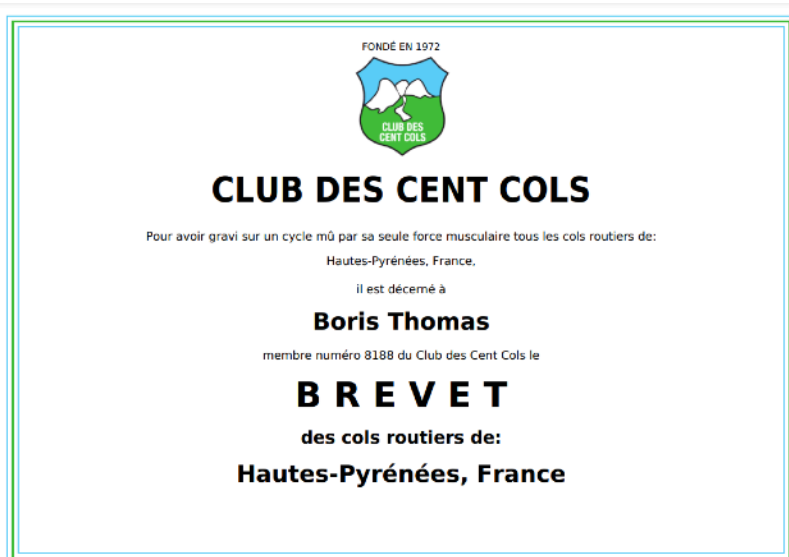 FONDÉ EN 1972
CLUB DES
CENT COLS
CLUB DES CENT COLS
Pour avoir gravi sur un cycle mû par sa seule force musculaire tous les cols routiers de:
Hautes-Pyrénées, France,
il est décerné à
Boris Thomas
membre numéro 8188 du Club des Cent Cols le
B R E V E T
des cols routiers de:
Hautes-Pyrénées, France